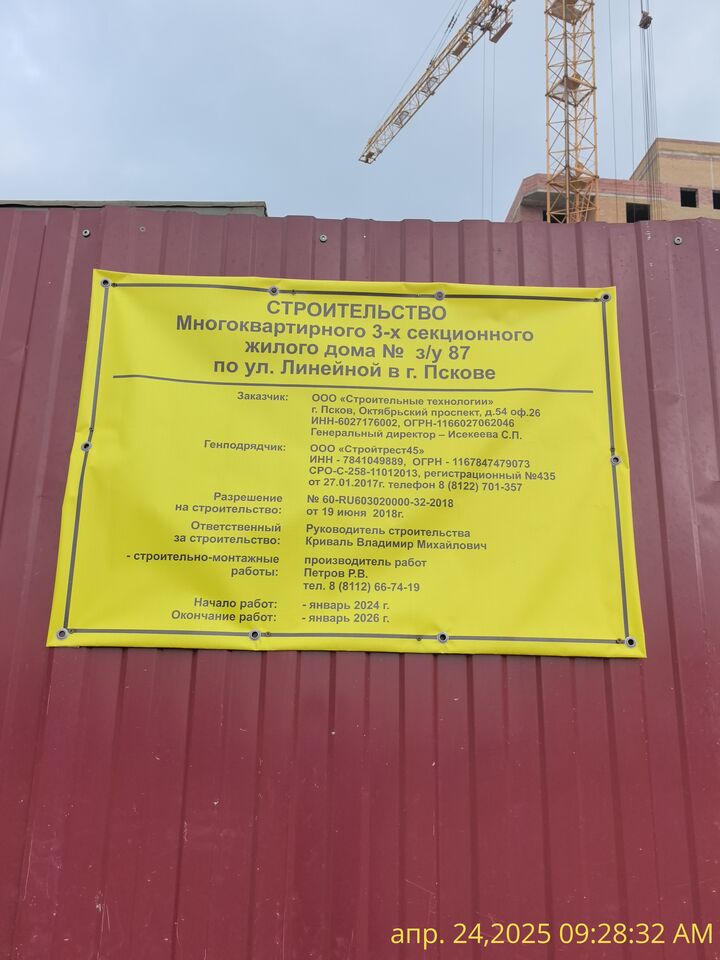 СТРОИТЕЛЬСТВО
Многоквартирного 3-х секционного
жилого дома № з/у 87
по ул. Линейной в г. Пскове
Заказчик: ООО «Строительные технологии»
г. Псков, Октябрьский проспект, д.54 оф.26
ИНН-6027176002, ОГРН-1166027062046
Генеральный директор – Исекеева С.П.
Генподрядчик: ООО «Стройтрест45»
ИНН - 7841049889, ОГРН - 1167847479073
СРО-С-258-11012013, регистрационный №435
от 27.01.2017г. телефон 8 (8122) 701-357
Разрешение № 60-RU603020000-32-2018
на строительство: от 19 июня 2018г.
Ответственный Руководитель строительства
за строительство: Криваль Владимир Михайлович
- строительно-монтажные производитель работ
работы: Петров Р.В.
тел. 8 (8112) 66-74-19
Начало работ: - январь 2024 г.
Окончание работ: - январь 2026 г.
апр. 24,2025 09:28:32 AM